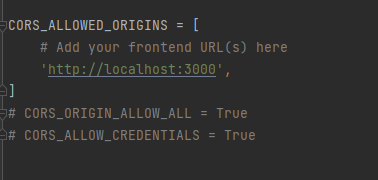 CORS_ALLOWED_ORIGINS = [
    # Add your frontend URL(s) here
    'http://localhost:3000',
]
# CORS_ORIGIN_ALLOW_ALL = True
# CORS_ALLOW_CREDENTIALS = True